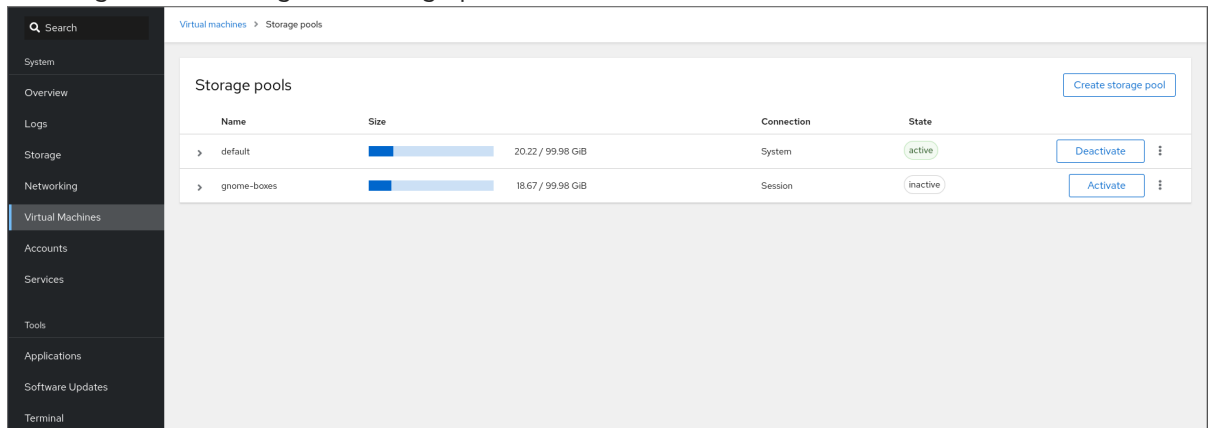 Search
System
Overview
Logs
Storage
Networking
Virtual Machines
Accounts
Services
Tools
Applications
Software Updates
Terminal
Virtual machines > Storage pools
Storage pools
Create storage pool
Name Size Connection State
default 20.22 / 99.98 GiB System active Deactivate
gnome-boxes 18.67 / 99.98 GiB Session inactive Activate